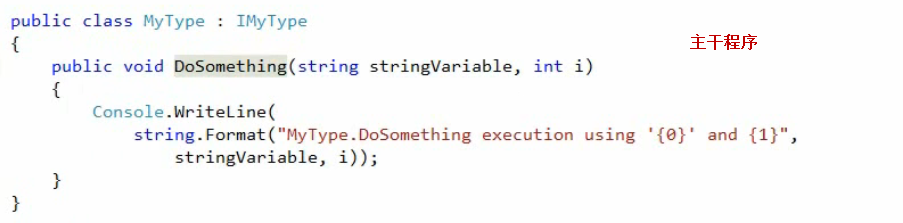 public class MyType : IMyType
{
主干程序
    public void DoSomething(string stringVariable, int i)
    {
        Console.WriteLine(
            string.Format("MyType.DoSomething execution using '{0}' and {1}",
                stringVariable, i));
    }
}